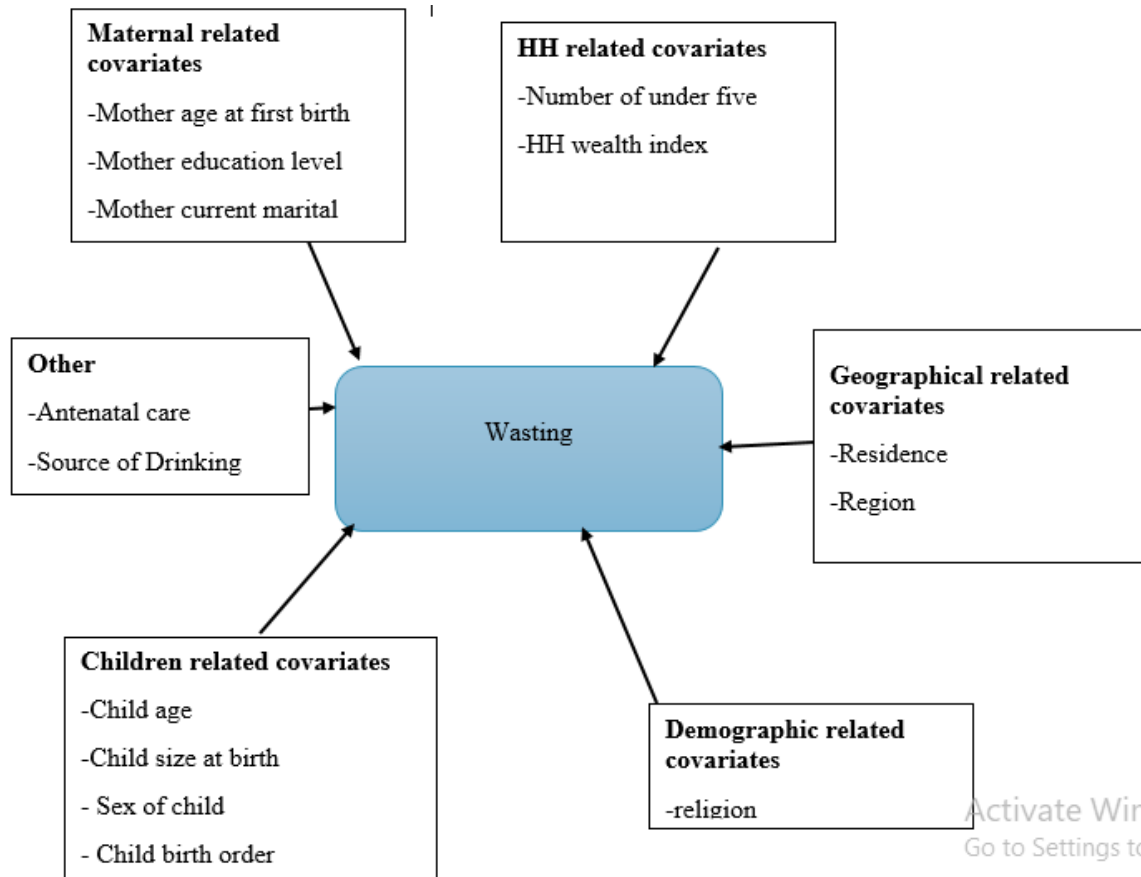 Maternal related
covariates
-Mother age at first birth
-Mother education level
-Mother current marital
HH related covariates
-Number of under five
-HH wealth index
Other
-Antenatal care
-Source of Drinking
Wasting
Geographical related
covariates
-Residence
-Region
Children related covariates
-Child age
-Child size at birth
- Sex of child
- Child birth order
Demographic related
covariates
-religion
Activate Win
Go to Settings to